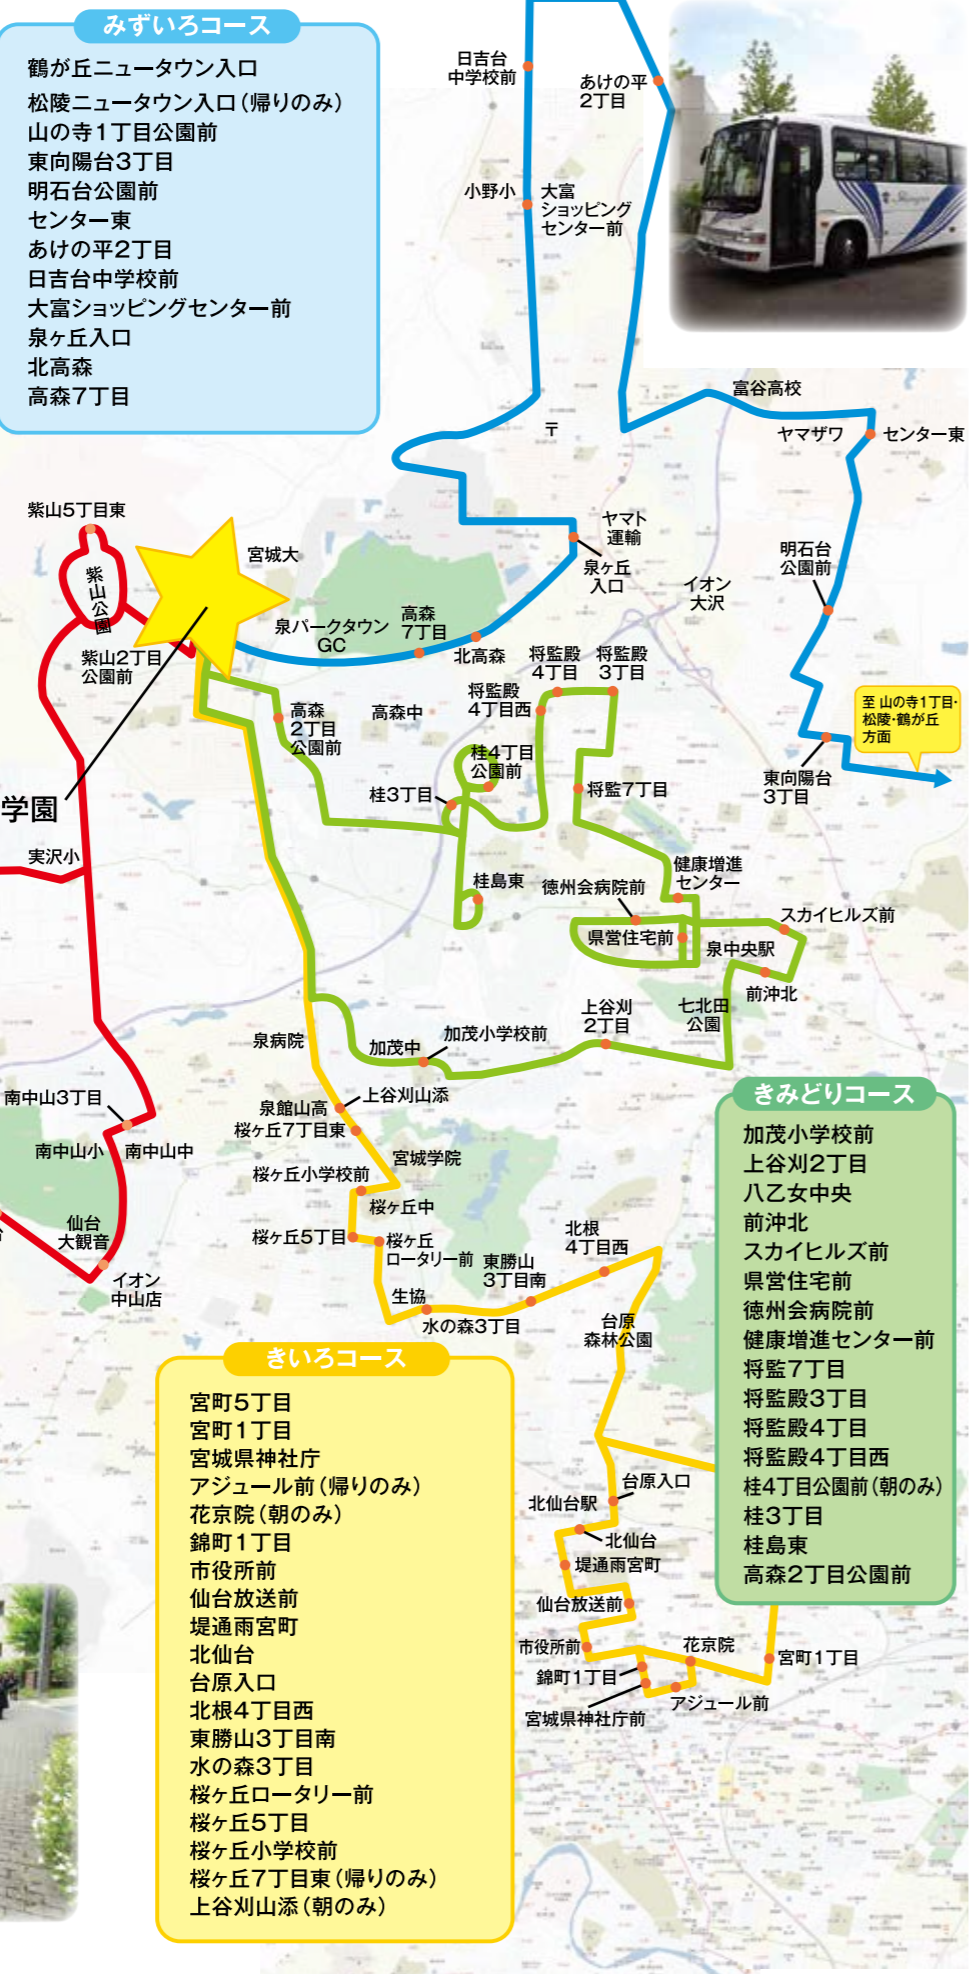 みずいろコース
鶴が丘ニュータウン入口
松陵ニュータウン入口(帰りのみ)
山の寺1丁目公園前
東向陽台3丁目
明石台公園前
センター東
あけの平2丁目
日吉台中学校前
大富ショッピングセンター前
泉ヶ丘入口
北高森
高森7丁目
日吉台
中学校前
あけの平
2丁目
小野小
大富
ショッピング
センター前
富谷高校
〒
ヤマザワ
センター東
紫山5丁目東
紫山公園
宮城大
ヤマト
運輸
泉ヶ丘
入口
明石台
公園前
イオン
大沢
泉パークタウン
GC
高森
7丁目
北高森
紫山2丁目
公園前
将監殿
4丁目
将監殿
3丁目
将監殿
4丁目西
至 山の寺1丁目・
松陵・鶴が丘
方面
高森
2丁目
公園前
高森中
桂4丁目
公園前
桂3丁目
将監7丁目
東向陽台
3丁目
学園
実沢小
桂島東
徳州会病院前
健康増進
センター
スカイヒルズ前
県営住宅前
泉中央駅
前沖北
泉病院
加茂中
加茂小学校前
上谷刈
2丁目
七北田
公園
南中山3丁目
泉館山高
上谷刈山添
桜ヶ丘7丁目東
南中山小
南中山中
宮城学院
桜ヶ丘小学校前
桜ヶ丘中
仙台
大観音
桜ヶ丘5丁目
桜ヶ丘
ロータリー前
東勝山
3丁目南
北根
4丁目西
イオン
中山店
生協
水の森3丁目
台原
森林公園
きみどりコース
加茂小学校前
上谷刈2丁目
八乙女中央
前沖北
スカイヒルズ前
県営住宅前
徳州会病院前
健康増進センター前
将監7丁目
将監殿3丁目
将監殿4丁目
将監殿4丁目西
桂4丁目公園前(朝のみ)
桂3丁目
桂島東
高森2丁目公園前
きいろコース
宮町5丁目
宮町1丁目
宮城県神社庁
アジュール前(帰りのみ)
花京院(朝のみ)
錦町1丁目
市役所前
仙台放送前
堤通雨宮町
北仙台
台原入口
北根4丁目西
東勝山3丁目南
水の森3丁目
桜ヶ丘ロータリー前
桜ヶ丘5丁目
桜ヶ丘小学校前
桜ヶ丘7丁目東(帰りのみ)
上谷刈山添(朝のみ)
台原入口
北仙台駅
北仙台
堤通雨宮町
仙台放送前
市役所前
花京院
宮町1丁目
錦町1丁目
アジュール前
宮城県神社庁前